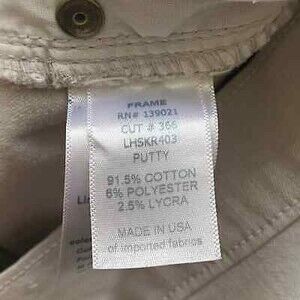 FRAME
RN# 139021
CUT # 366
LHSKR403
PUTTY
91.5% COTTON
6% POLYESTER
2.5% LYCRA
MADE IN USA
of imported fabrics